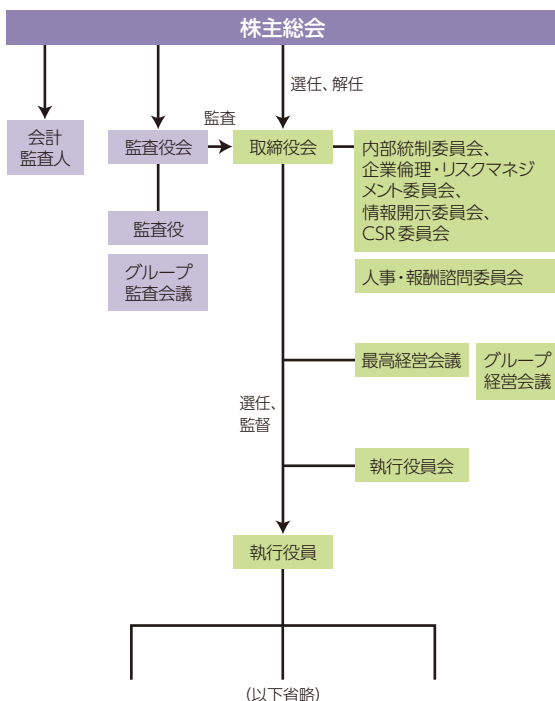 株主総会
選任、解任
監査
会計
監査人
監査役会
取締役会
内部統制委員会、
企業倫理・リスクマネジ
メント委員会、
情報開示委員会、
CSR委員会
監査役
グループ
監査会議
人事・報酬諮問委員会
最高経営会議
グループ
経営会議
選任、
監督
執行役員会
執行役員
(以下省略)